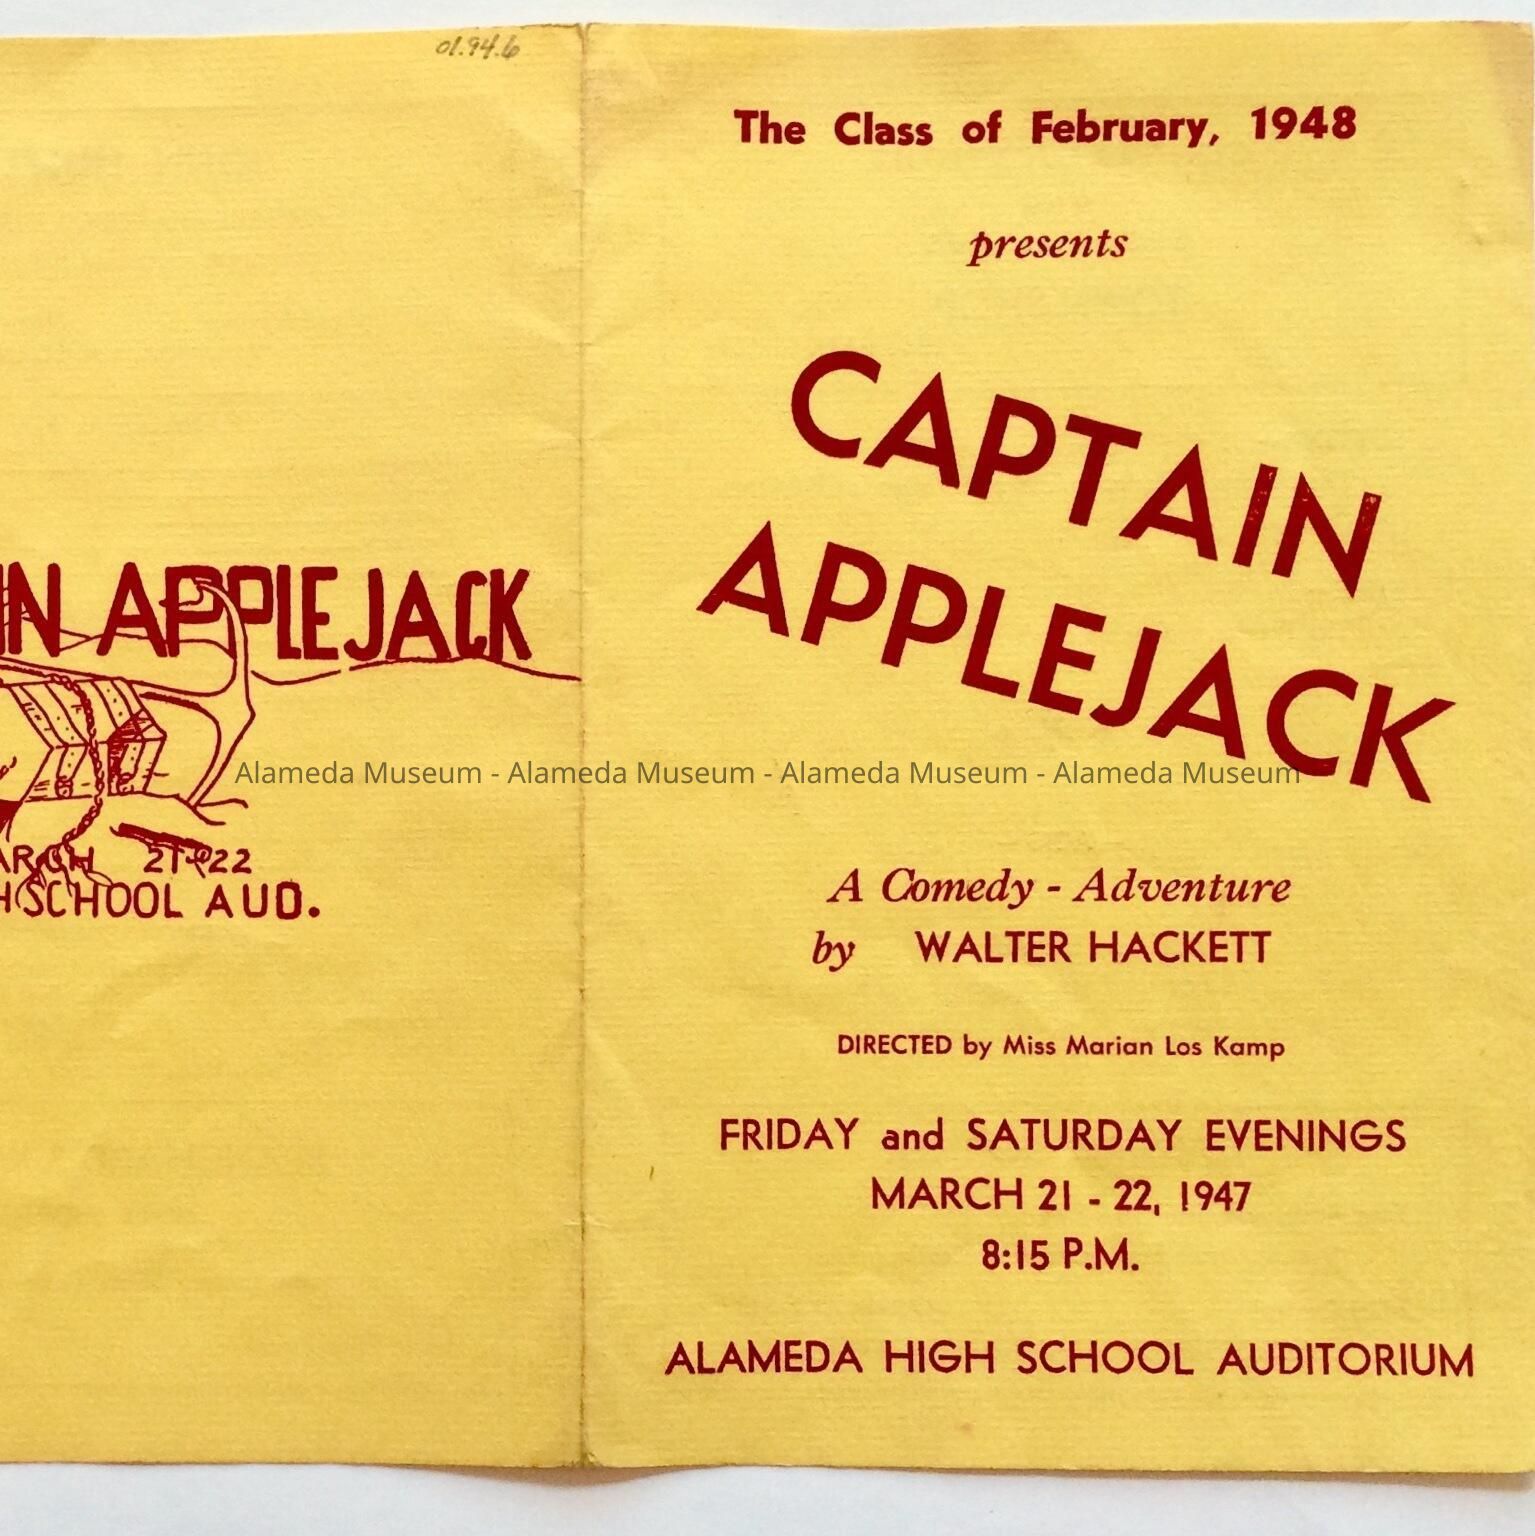 01.94.6
The Class of February, 1948
presents
CAPTAIN
APPLEJACK
A Comedy - Adventure
by WALTER HACKETT
DIRECTED by Miss Marian Los Kamp
FRIDAY and SATURDAY EVENINGS
MARCH 21 - 22, 1947
8:15 P.M.
ALAMEDA HIGH SCHOOL AUDITORIUM
IN APPLEJACK
ARCH 21-22
H SCHOOL AUD.
Alameda Museum - Alameda Museum - Alameda Museum - Alameda Museum